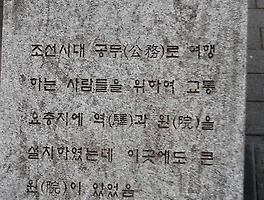 조선시대 공무(公務)로 여행
하는 사람들을 위하여 교통
요충지에 역(驛)과 원(院)을
설치하였는데 이곳에도 큰
원(院)이 있었음